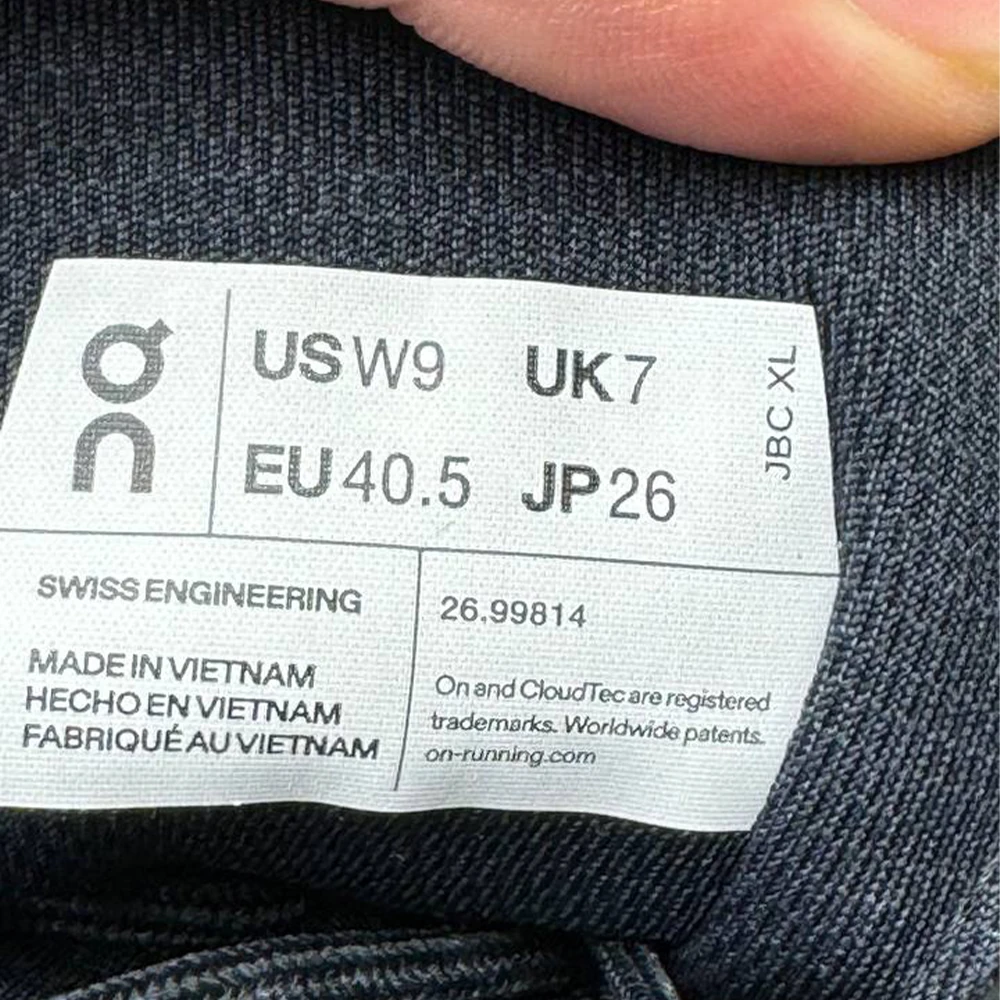 on
US W9 UK 7
EU 40.5 JP 26
JBC XL
SWISS ENGINEERING
MADE IN VIETNAM
HECHO EN VIETNAM
FABRIQUÉ AU VIETNAM
26.99814
On and CloudTec are registered
trademarks. Worldwide patents.
on-running.com